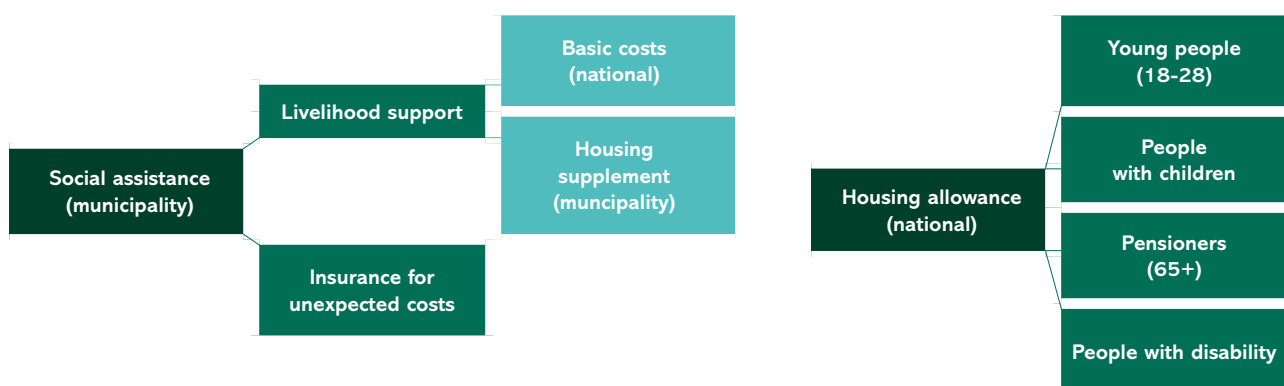 Social assistance
(municipality)
Livelihood support
Insurance for
unexpected costs
Basic costs
(national)
Housing
supplement
(muncipality)
Housing allowance
(national)
Young people
(18-28)
People
with children
Pensioners
(65+)
People with disability